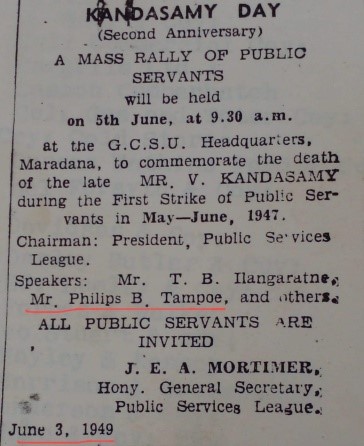 KANDASAMY DAY
(Second Anniversary)
A MASS RALLY OF PUBLIC
SERVANTS
will be held
on 5th June, at 9.30 a.m.
at the G.C.S.U. Headquarters,
Maradana, to commemorate the death
of the late MR. V. KANDASAMY
during the First Strike of Public Ser-
vants in May—June, 1947.
Chairman: President, Public Services
League.
Speakers: Mr. T. B. Ilangaratne,
Mr. Philips B. Tampoe, and others.
ALL PUBLIC SERVANTS ARE
INVITED
J. E. A. MORTIMER,
Hony. General Secretary,
Public Services League.
June 3, 1949